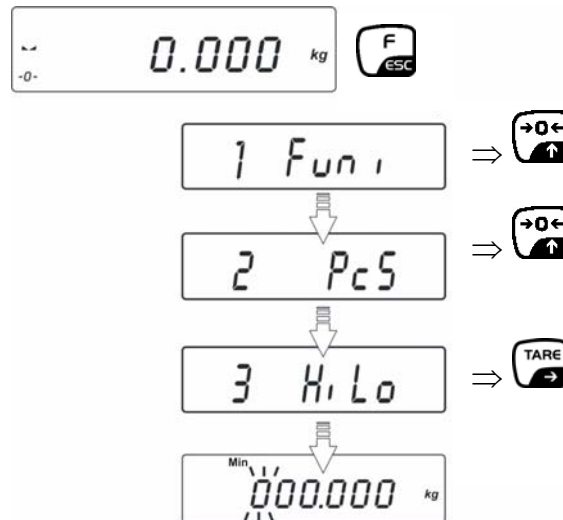 0.000 kg
-0-
F
ESC
1 Funi
⇒ →0← ↑
2 PcS
⇒ →0← ↑
3 HiLo
⇒ TARE →
Min
000.000 kg